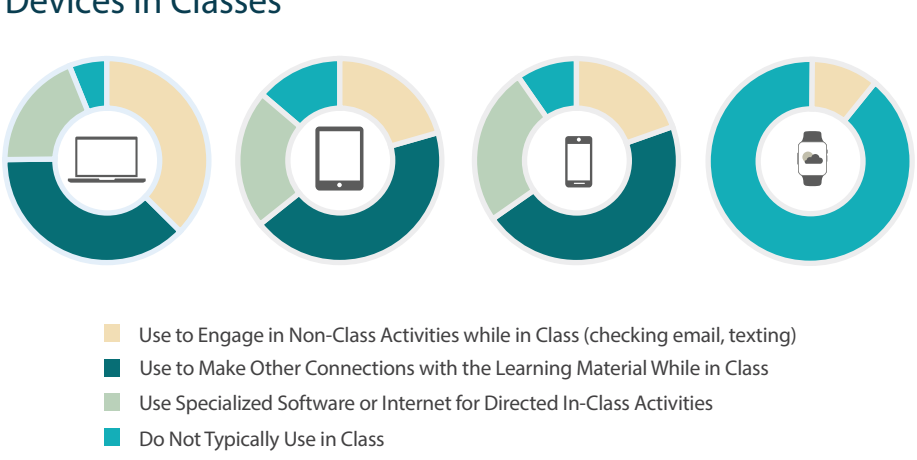 Devices in Classes
Use to Engage in Non-Class Activities while in Class (checking email, texting)
Use to Make Other Connections with the Learning Material While in Class
Use Specialized Software or Internet for Directed In-Class Activities
Do Not Typically Use in Class